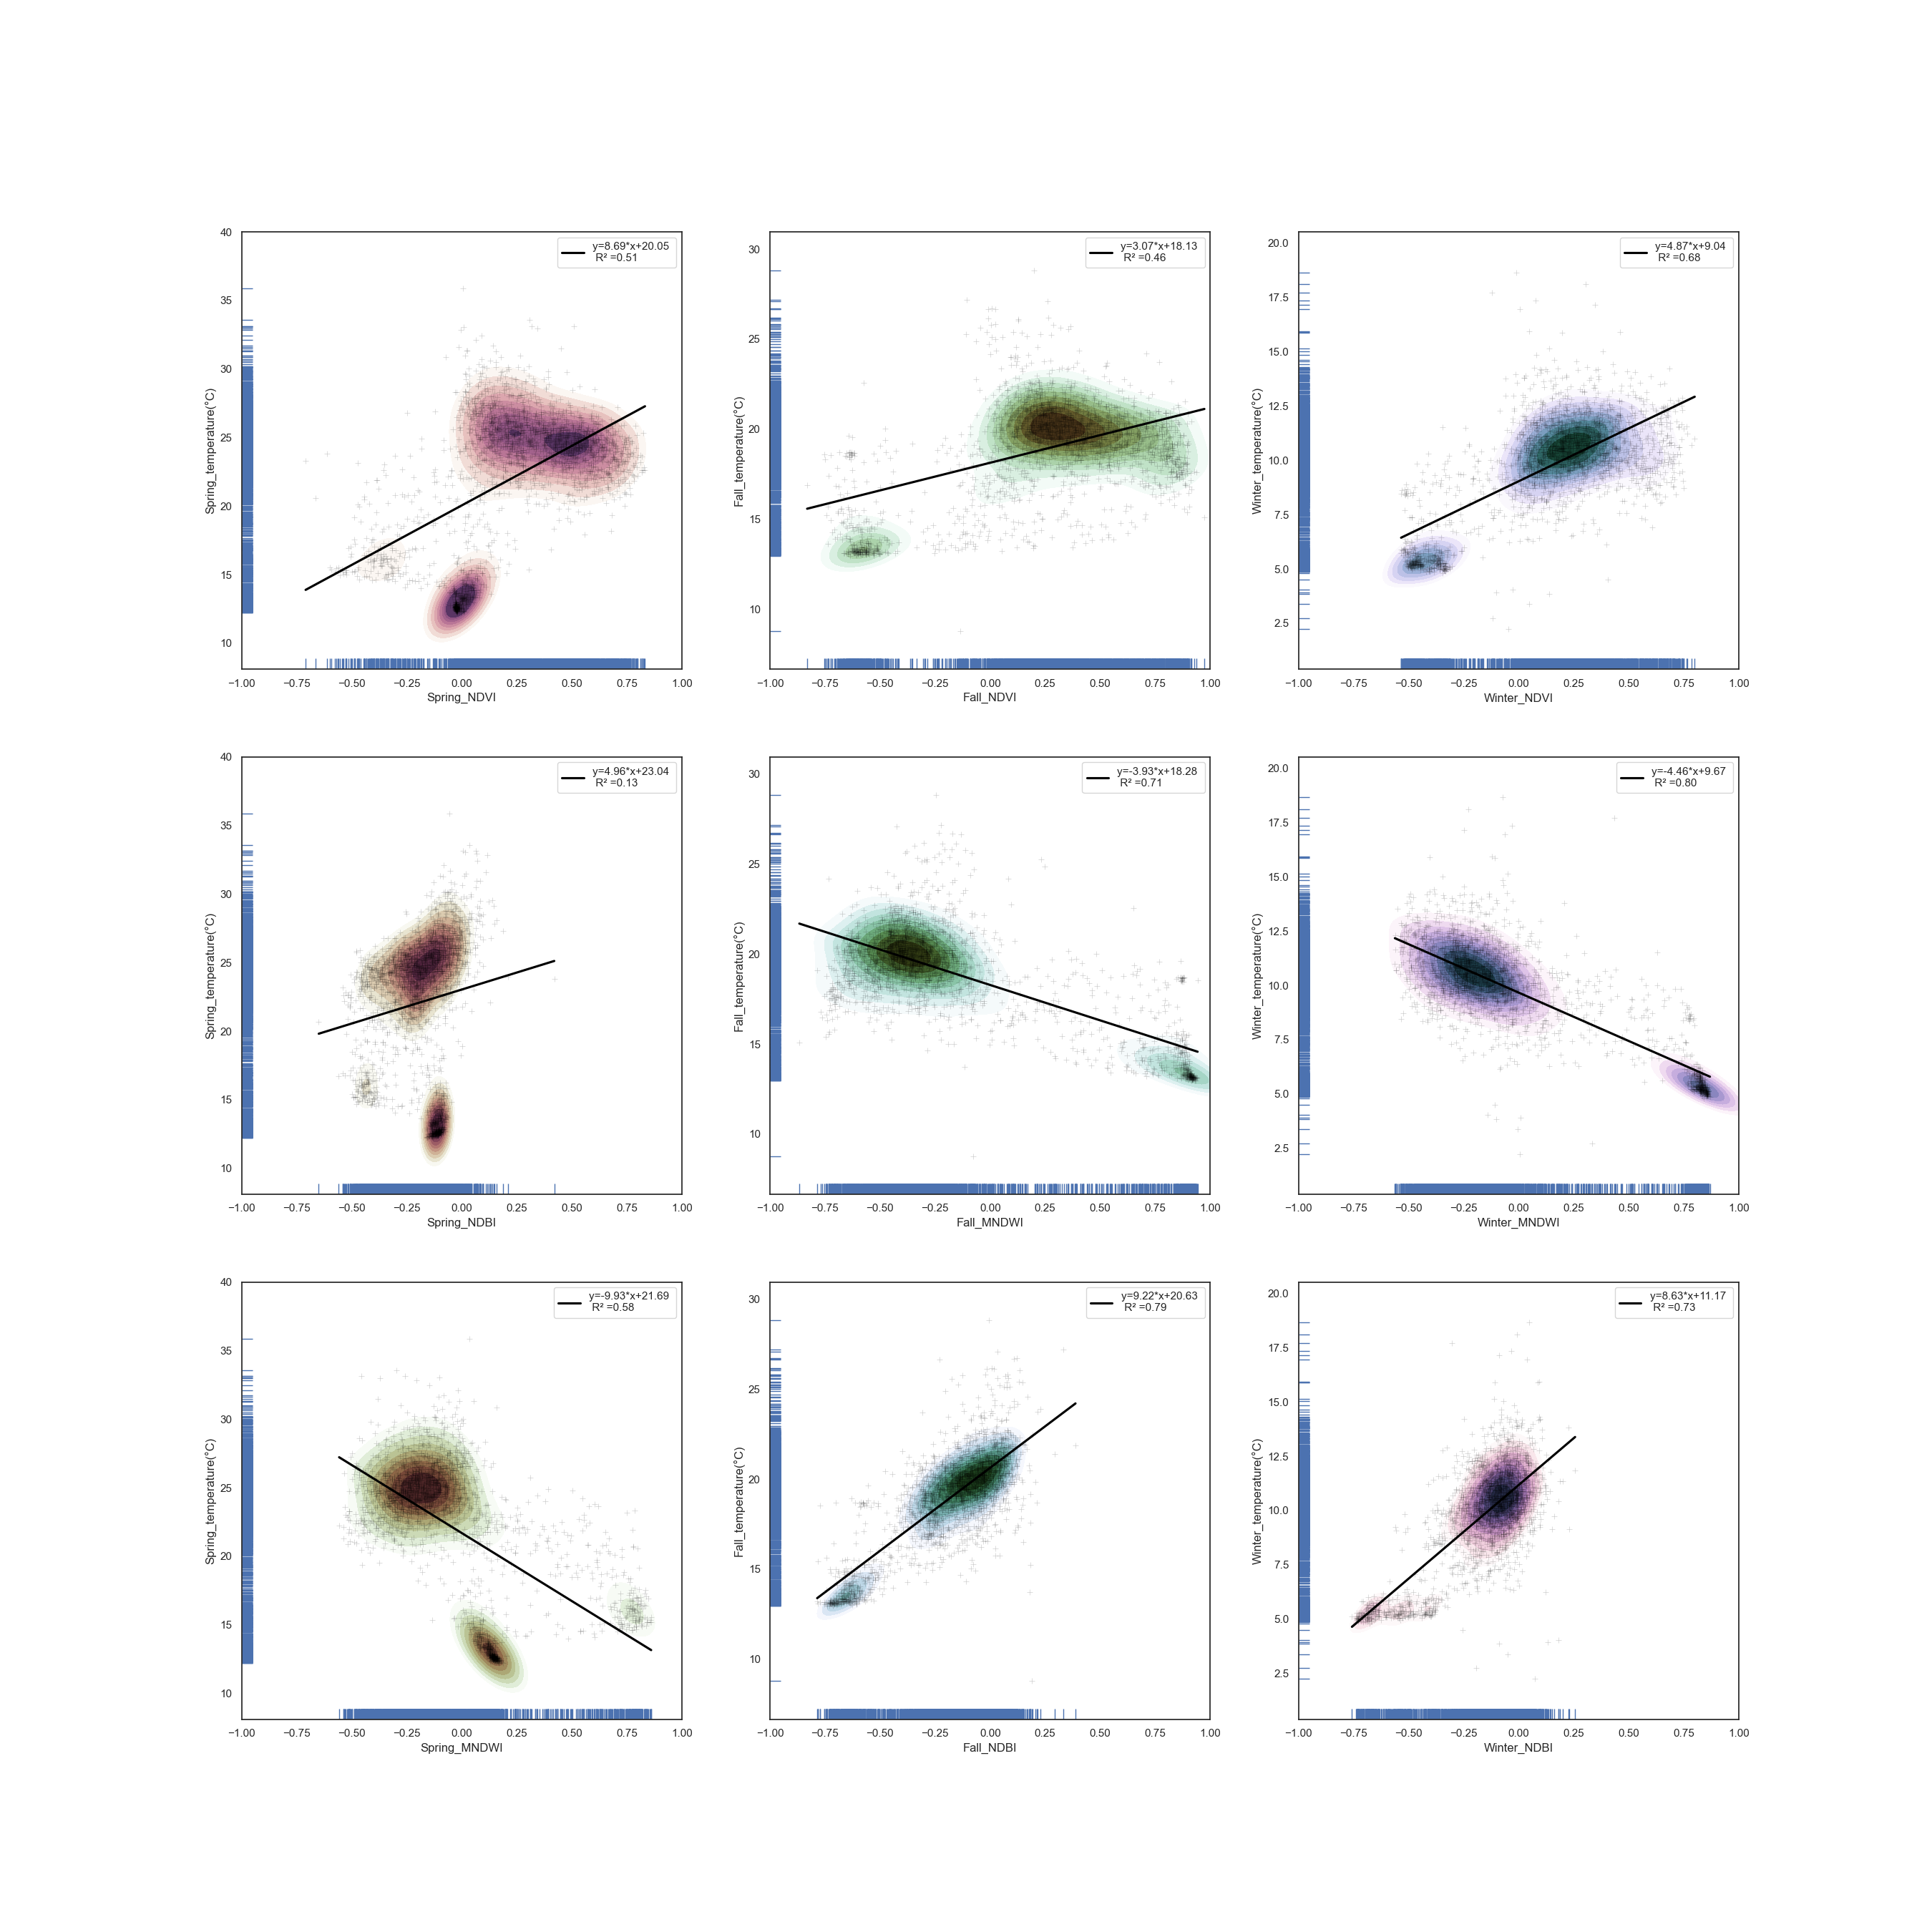 y=8.69*x+20.05
R² =0.51
40
35
30
25
20
15
10
Spring_temperature(°C)
−1.00 −0.75 −0.50 −0.25 0.00 0.25 0.50 0.75 1.00
Spring_NDVI
y=3.07*x+18.13
R² =0.46
30
25
20
15
10
Fall_temperature(°C)
−1.00 −0.75 −0.50 −0.25 0.00 0.25 0.50 0.75 1.00
Fall_NDVI
y=4.87*x+9.04
R² =0.68
20.0
17.5
15.0
12.5
10.0
7.5
5.0
2.5
Winter_temperature(°C)
−1.00 −0.75 −0.50 −0.25 0.00 0.25 0.50 0.75 1.00
Winter_NDVI
y=4.96*x+23.04
R² =0.13
40
35
30
25
20
15
10
Spring_temperature(°C)
−1.00 −0.75 −0.50 −0.25 0.00 0.25 0.50 0.75 1.00
Spring_NDBI
y=-3.93*x+18.28
R² =0.71
30
25
20
15
10
Fall_temperature(°C)
−1.00 −0.75 −0.50 −0.25 0.00 0.25 0.50 0.75 1.00
Fall_MNDWI
y=-4.46*x+9.67
R² =0.80
20.0
17.5
15.0
12.5
10.0
7.5
5.0
2.5
Winter_temperature(°C)
−1.00 −0.75 −0.50 −0.25 0.00 0.25 0.50 0.75 1.00
Winter_MNDWI
y=-9.93*x+21.69
R² =0.58
40
35
30
25
20
15
10
Spring_temperature(°C)
−1.00 −0.75 −0.50 −0.25 0.00 0.25 0.50 0.75 1.00
Spring_MNDWI
y=9.22*x+20.63
R² =0.79
30
25
20
15
10
Fall_temperature(°C)
−1.00 −0.75 −0.50 −0.25 0.00 0.25 0.50 0.75 1.00
Fall_NDBI
y=8.63*x+11.17
R² =0.73
20.0
17.5
15.0
12.5
10.0
7.5
5.0
2.5
Winter_temperature(°C)
−1.00 −0.75 −0.50 −0.25 0.00 0.25 0.50 0.75 1.00
Winter_NDBI